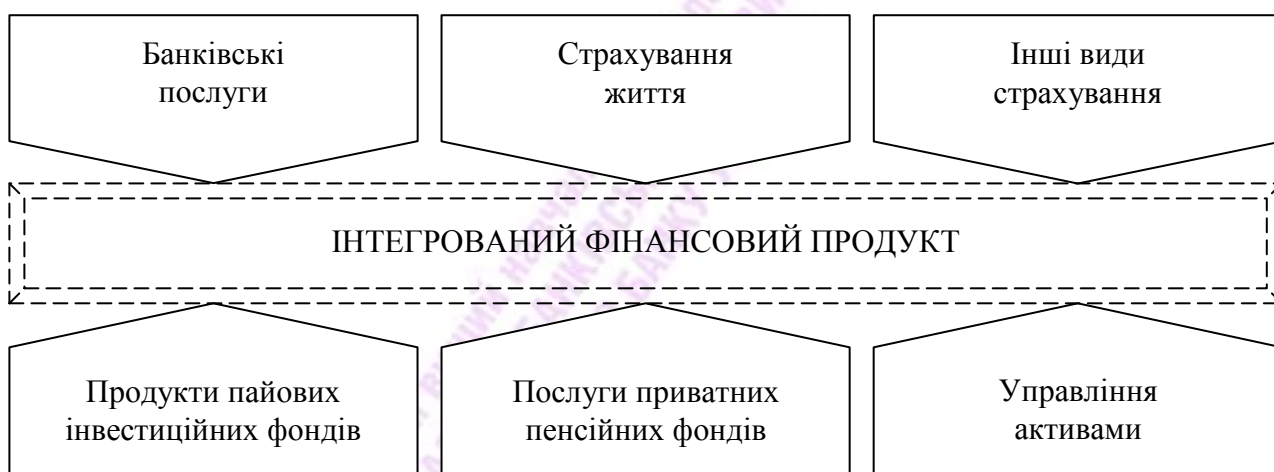 Банківські
послуги
Страхування
життя
Інші види
страхування
ІНТЕГРОВАНИЙ ФІНАНСОВИЙ ПРОДУКТ
Продукти пайових
інвестиційних фондів
Послуги приватних
пенсійних фондів
Управління
активами